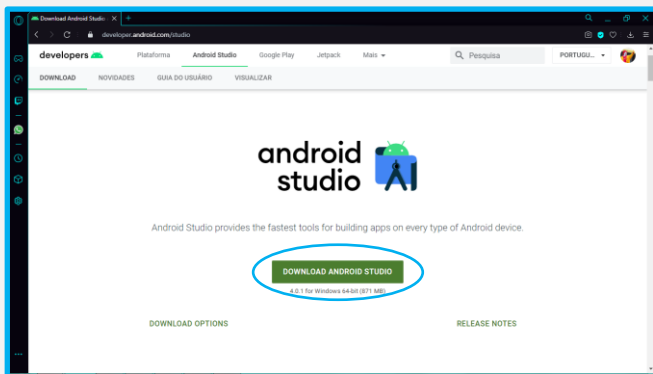 Download Android Studio
developer.android.com/studio
developers
Plataforma
Android Studio
Google Play
Jetpack
Mais
Pesquisa
PORTUGU...
DOWNLOAD
NOVIDADES
GUIA DO USUÁRIO
VISUALIZAR
android
studio
Android Studio provides the fastest tools for building apps on every type of Android device.
DOWNLOAD ANDROID STUDIO
4.0.1 for Windows 64-bit (871 MB)
DOWNLOAD OPTIONS
RELEASE NOTES